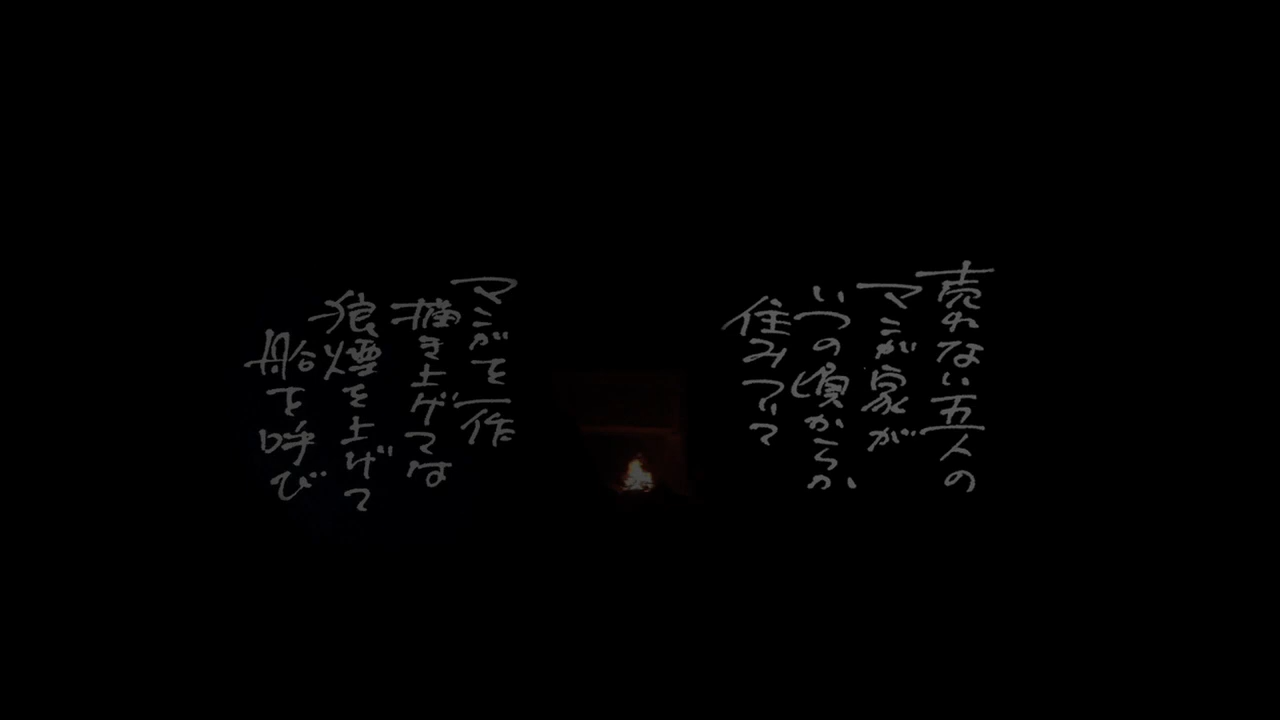 売れない五人の
マンガ家が
いつの頃からか
住みついて
マンガを一作
描き上げては
狼煙を上げて
船を呼び